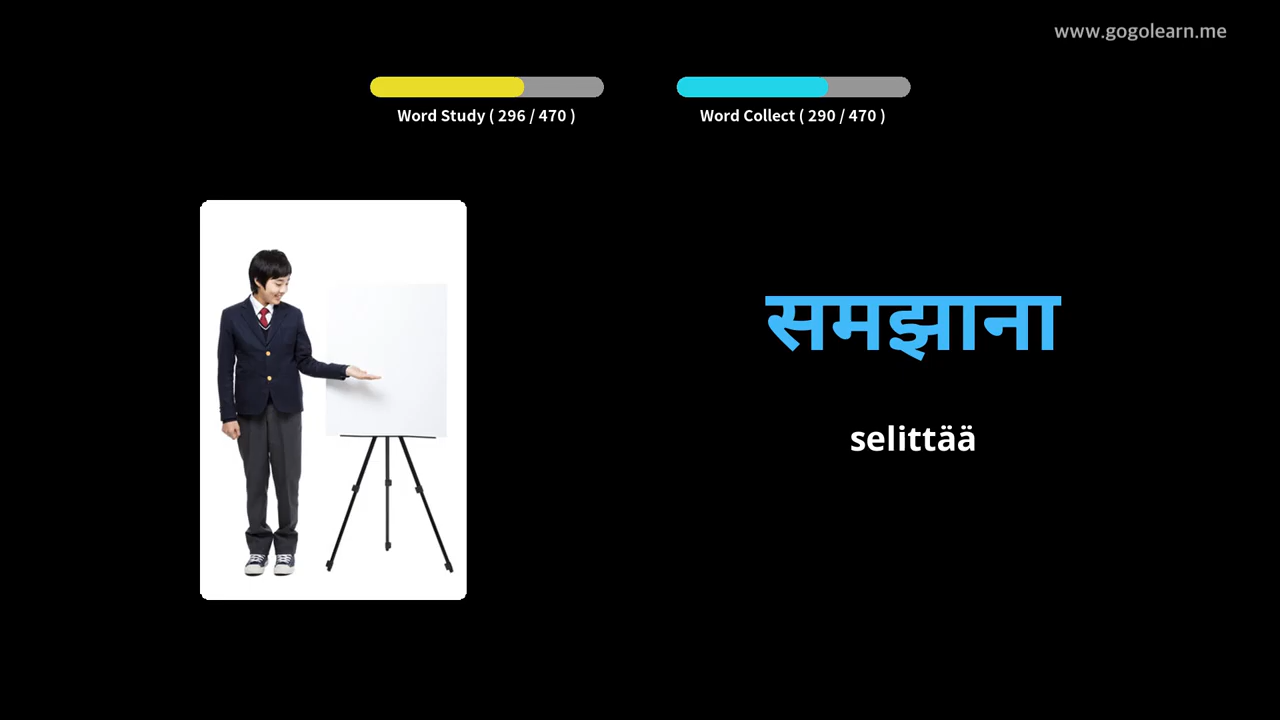 www.gogolearn.me
Word Study ( 296 / 470 )
Word Collect ( 290 / 470 )
समझाना
selittää